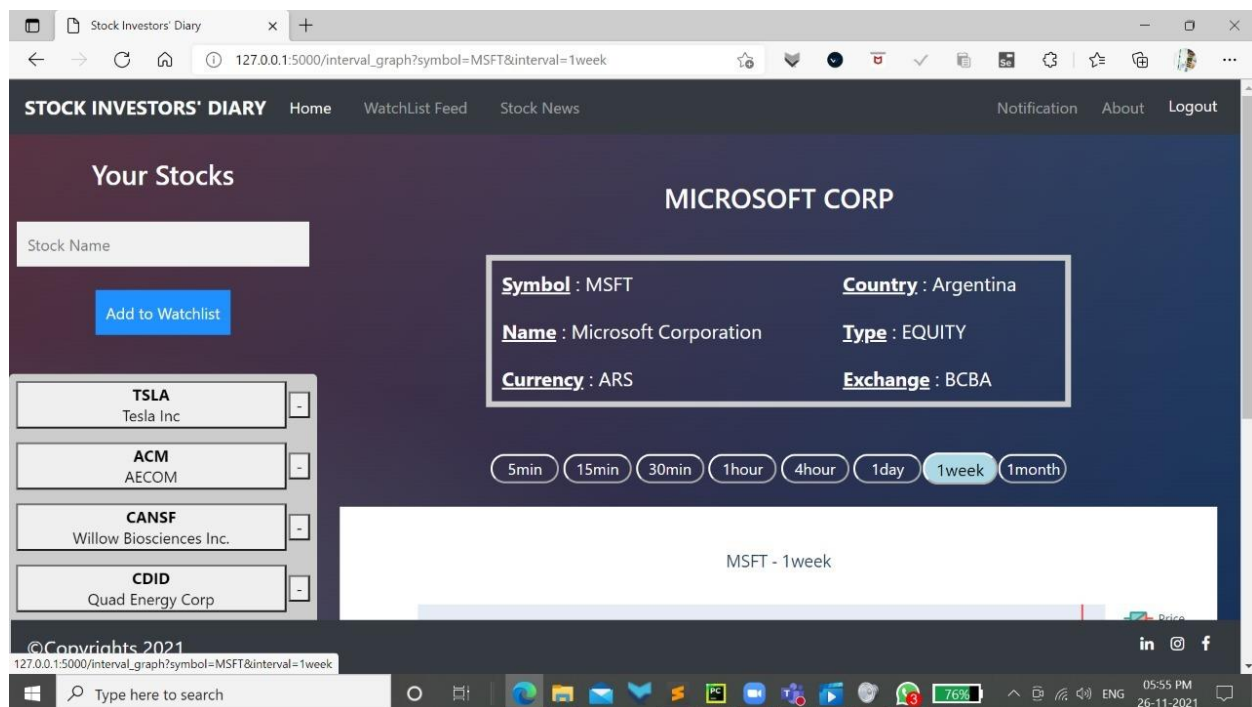 Stock Investors' Diary
127.0.0.1:5000/interval_graph?symbol=MSFT&interval=1week
STOCK INVESTORS' DIARY Home WatchList Feed Stock News Notification About Logout
Your Stocks
Stock Name
Add to Watchlist
TSLA
Tesla Inc
-
ACM
AECOM
-
CANSF
Willow Biosciences Inc.
-
CDID
Quad Energy Corp
-
MICROSOFT CORP
Symbol : MSFT Country : Argentina
Name : Microsoft Corporation Type : EQUITY
Currency : ARS Exchange : BCBA
5min 15min 30min 1hour 4hour 1day 1week 1month
MSFT - 1week
Price
©Copyrights 2021
in f
127.0.0.1:5000/interval_graph?symbol=MSFT&interval=1week
Type here to search
PC
3
76%
ENG
05:55 PM
26-11-2021